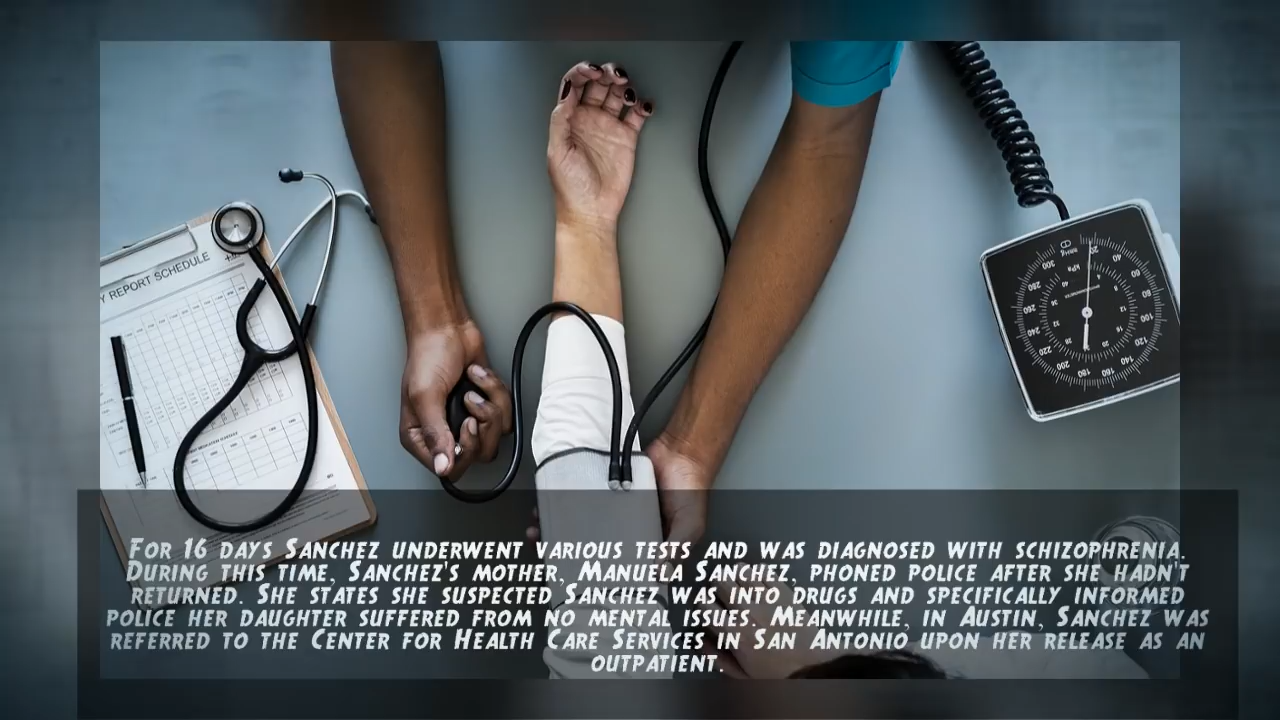 Y REPORT SCHEDULE
For 16 days Sanchez underwent various tests and was diagnosed with schizophrenia.
During this time, Sanchez's mother, Manuela Sanchez, phoned police after she hadn't
returned. She states she suspected Sanchez was into drugs and specifically informed
police her daughter suffered from no mental issues. Meanwhile, in Austin, Sanchez was
referred to the Center for Health Care Services in San Antonio upon her release as an
outpatient.